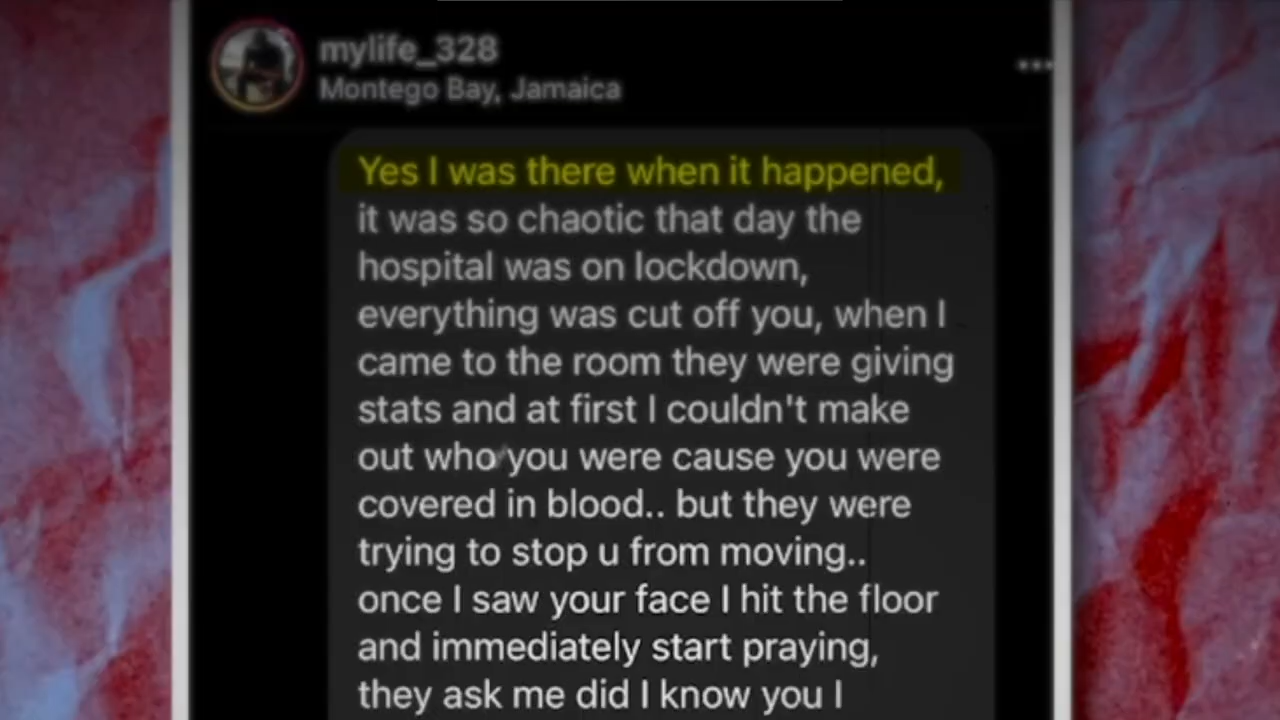 mylife_328
Montego Bay, Jamaica
Yes I was there when it happened,
it was so chaotic that day the
hospital was on lockdown,
everything was cut off you, when I
came to the room they were giving
stats and at first I couldn't make
out who you were cause you were
covered in blood.. but they were
trying to stop u from moving..
once I saw your face I hit the floor
and immediately start praying,
they ask me did I know you I